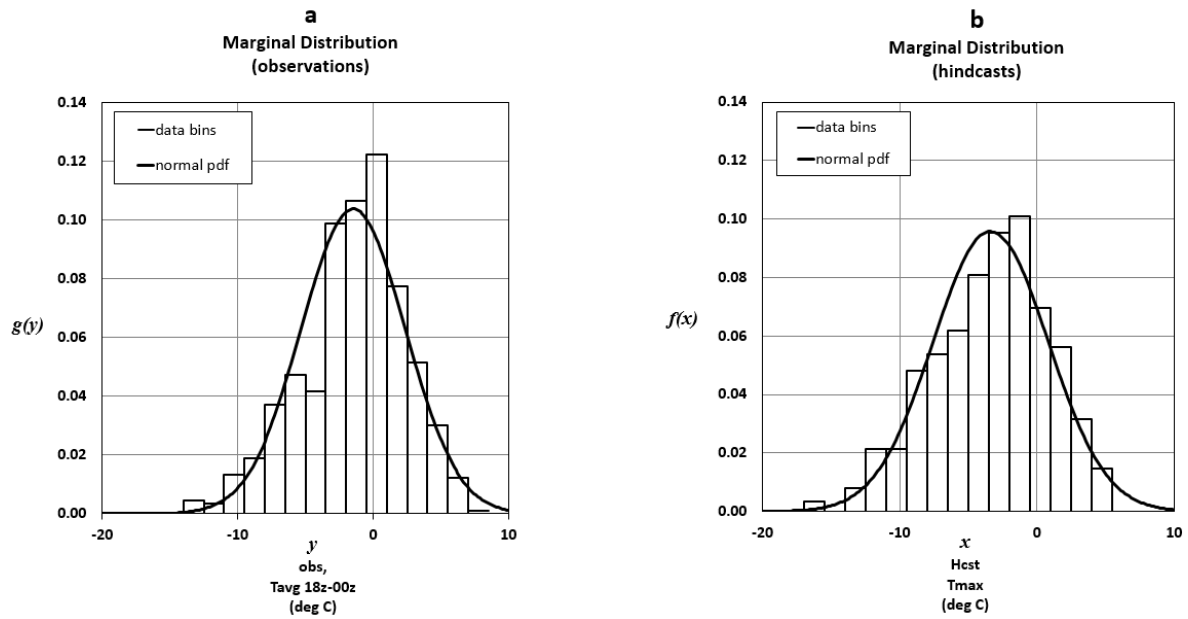 a
Marginal Distribution
(observations)
0.14
0.12
0.10
0.08
0.06
0.04
0.02
0.00
g(y)
data bins
normal pdf
-20
-10
0
10
y
obs,
Tavg 18z-00z
(deg C)
b
Marginal Distribution
(hindcasts)
0.14
0.12
0.10
0.08
0.06
0.04
0.02
0.00
f(x)
data bins
normal pdf
-20
-10
0
10
x
Hcst
Tmax
(deg C)